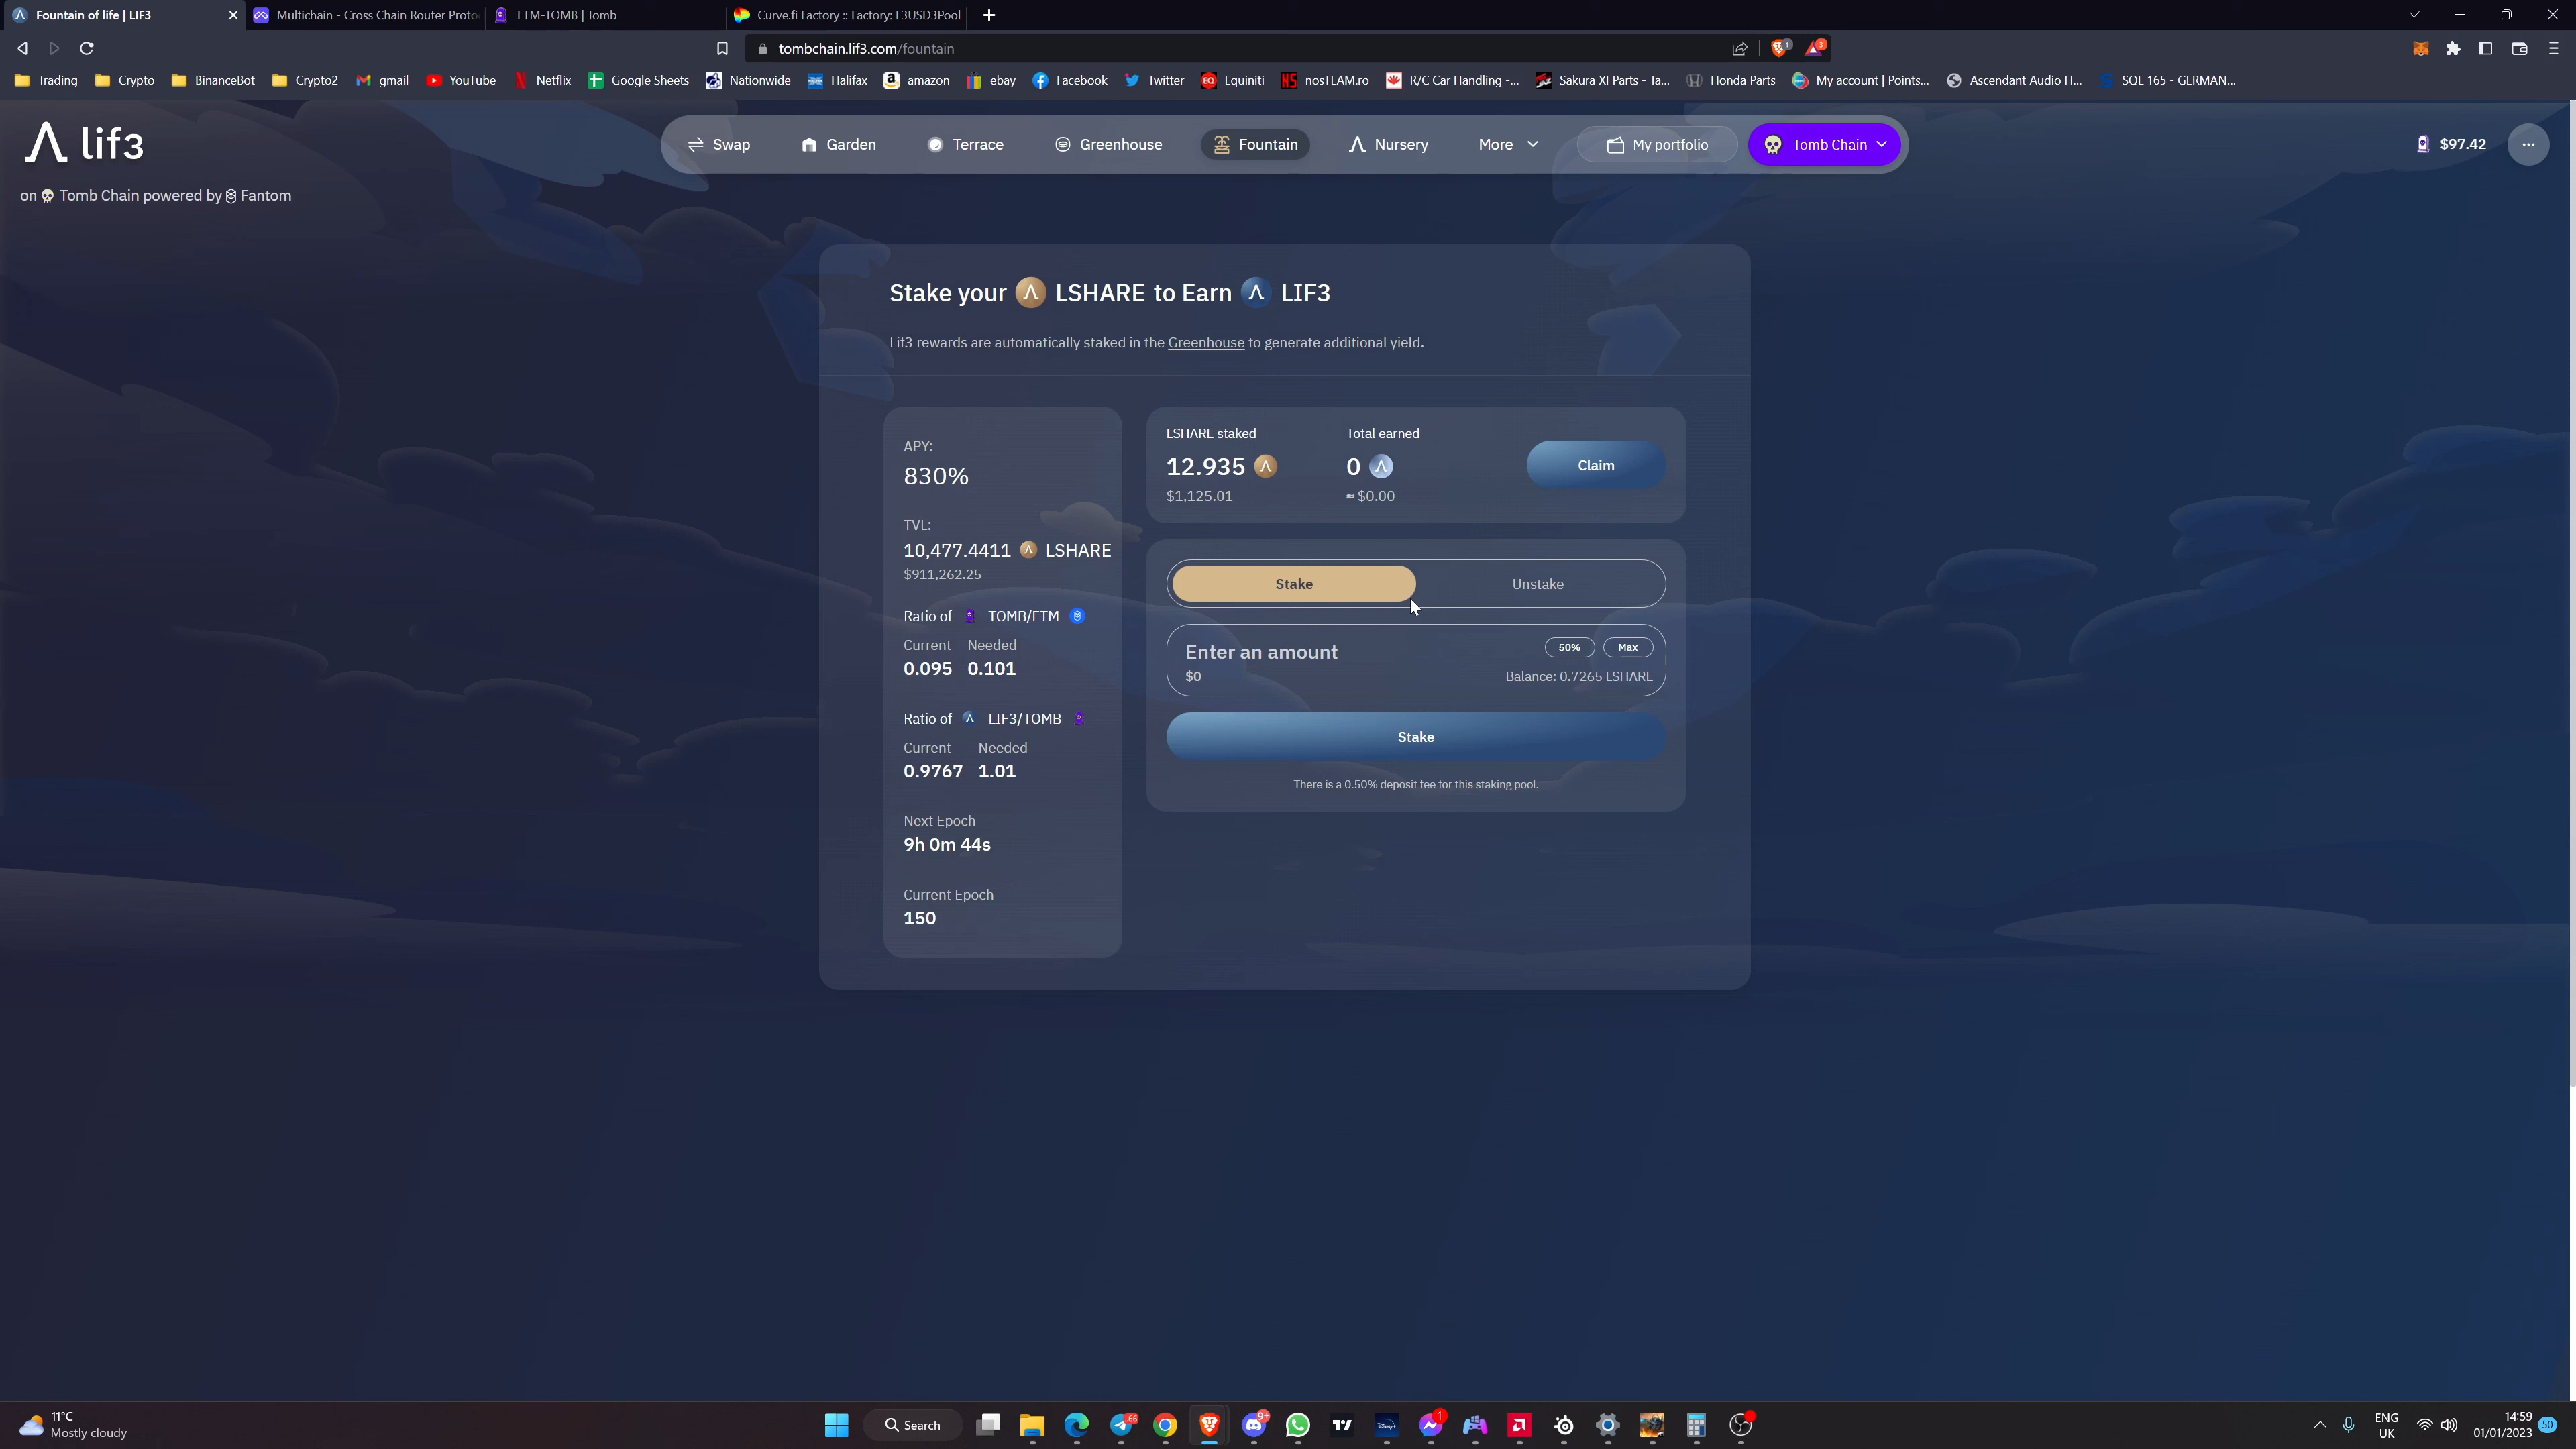 Fountain of life | LIF3
Multichain - Cross Chain Router Proto
FTM-TOMB | Tomb
Curve.fi Factory :: Factory: L3USD3Pool
tombchain.lif3.com/fountain
1
3
Trading
Crypto
BinanceBot
Crypto2
gmail
YouTube
Netflix
Google Sheets
Nationwide
Halifax
amazon
ebay
Facebook
Twitter
Equiniti
nosTEAM.ro
R/C Car Handling -...
Sakura XI Parts - Ta...
Honda Parts
My account | Points...
Ascendant Audio H...
SQL 165 - GERMAN...
lif3
on Tomb Chain powered by Fantom
Swap
Garden
Terrace
Greenhouse
Fountain
Nursery
More
My portfolio
Tomb Chain
$97.42
Stake your LSHARE to Earn LIF3
Lif3 rewards are automatically staked in the Greenhouse to generate additional yield.
APY:
830%
TVL:
10,477.4411 LSHARE
$911,262.25
Ratio of TOMB/FTM
Current Needed
0.095 0.101
Ratio of LIF3/TOMB
Current Needed
0.9767 1.01
Next Epoch
9h 0m 44s
Current Epoch
150
LSHARE staked
12.935
$1,125.01
Total earned
0
≈ $0.00
Claim
Stake
Unstake
Enter an amount
50%
Max
$0
Balance: 0.7265 LSHARE
Stake
There is a 0.50% deposit fee for this staking pool.
11°C
Mostly cloudy
Search
66
9+
1
ENG
UK
14:59
01/01/2023
50